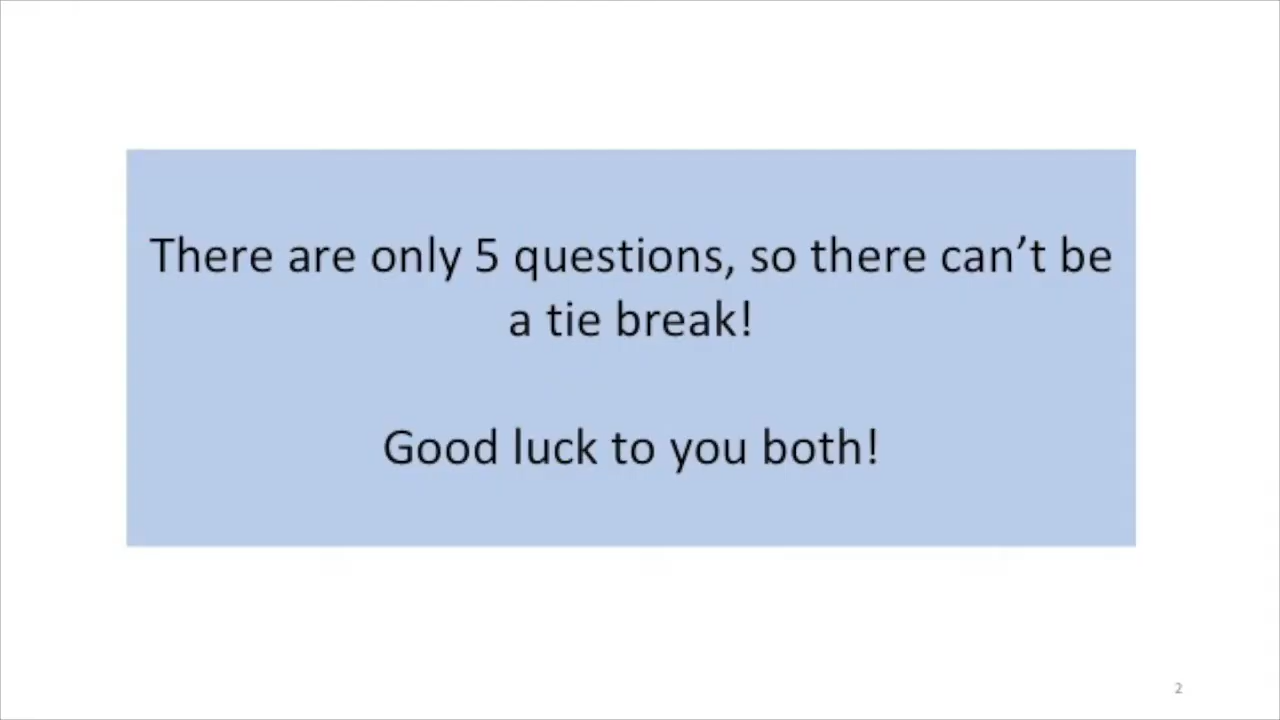 There are only 5 questions, so there can’t be
a tie break!
Good luck to you both!
2